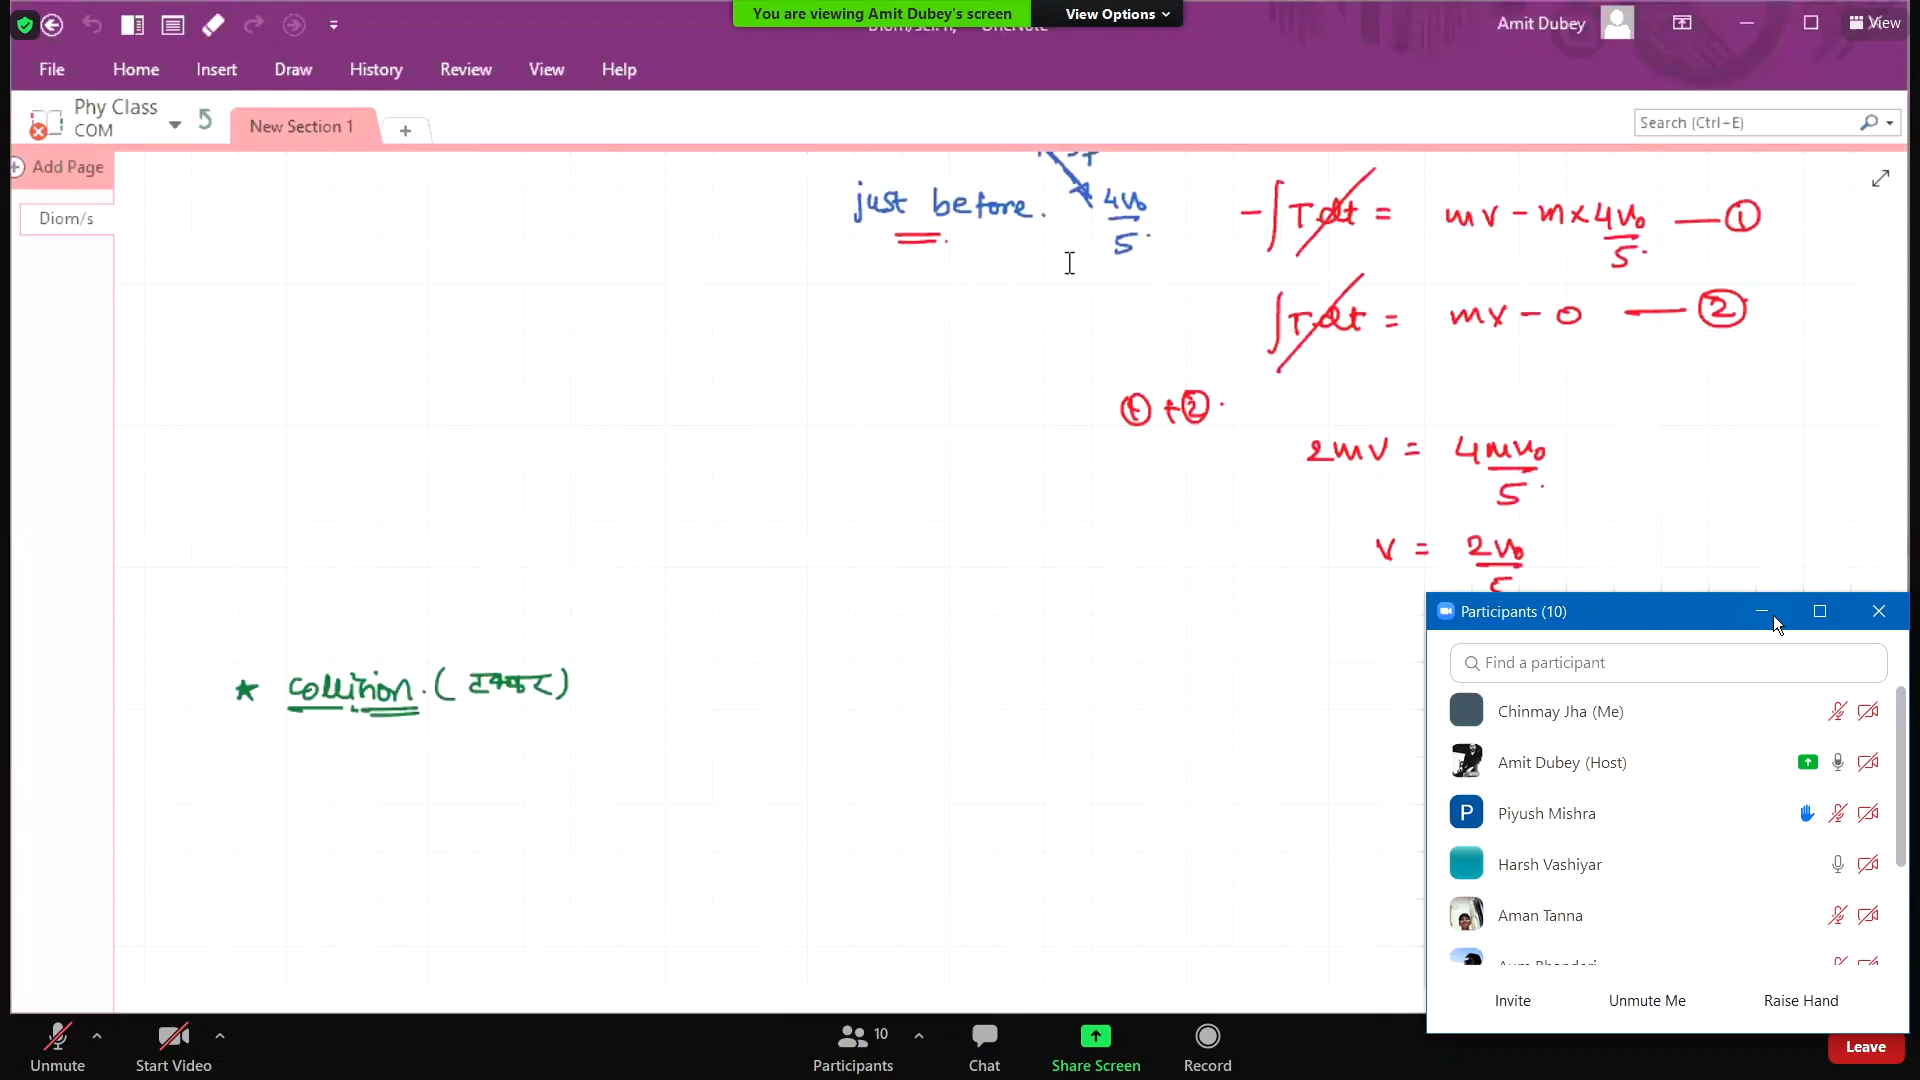 You are viewing Amit Dubey's screen
View Options
Amit Dubey
View
File Home Insert Draw History Review View Help
Phy Class
COM
New Section 1
+
Search (Ctrl+E)
Add Page
Diom/s
just before.
4v₀
5
-∫T.dt = mv - m×4v₀/5 — ①
∫T.dt = mv - 0 — ②
① + ②.
2mv = 4mv₀/5
v = 2v₀/5
★ collision. (टक्कर)
Participants (10)
Find a participant
Chinmay Jha (Me)
Amit Dubey (Host)
P Piyush Mishra
Harsh Vashiyar
Aman Tanna
Invite Unmute Me Raise Hand
Unmute
Start Video
Participants 10
Chat
Share Screen
Record
Leave